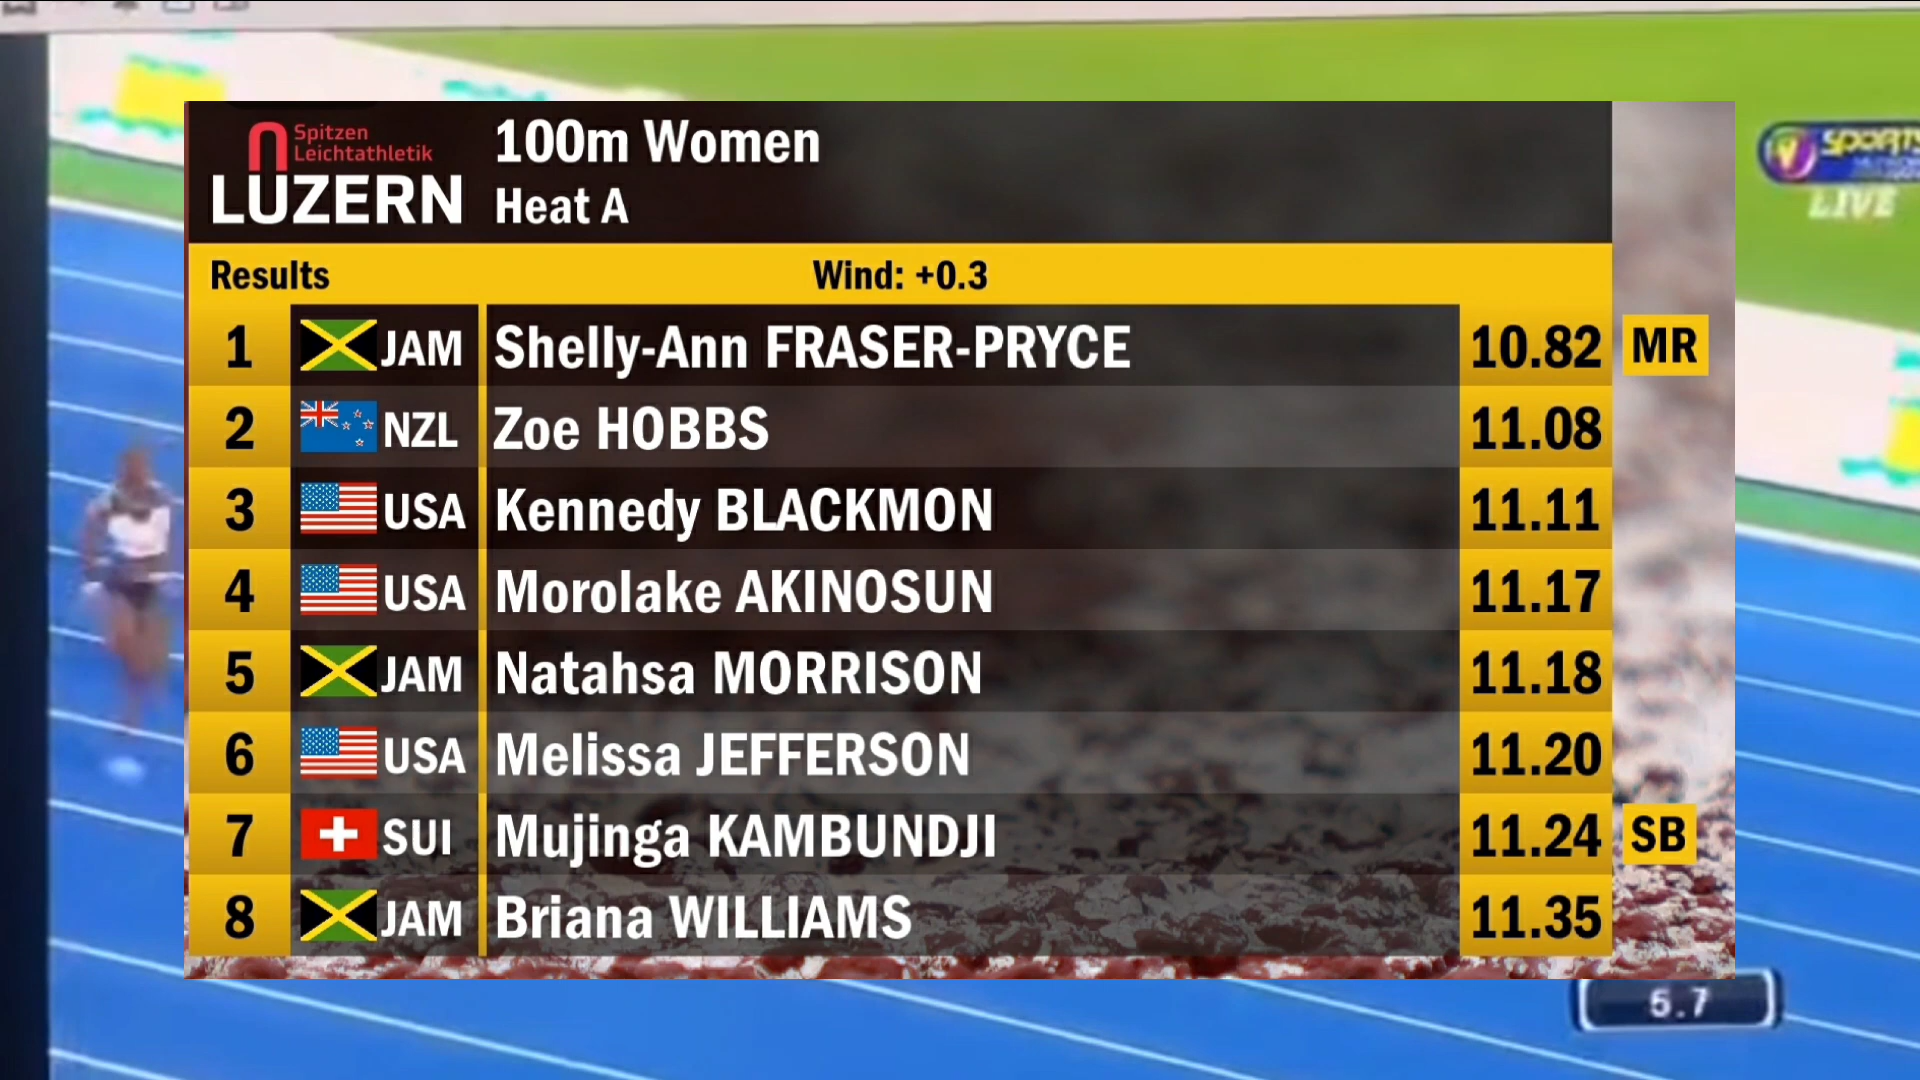 Spitzen
Leichtathletik
LUZERN
100m Women
Heat A
Results Wind: +0.3
1 JAM Shelly-Ann FRASER-PRYCE 10.82 MR
2 NZL Zoe HOBBS 11.08
3 USA Kennedy BLACKMON 11.11
4 USA Morolake AKINOSUN 11.17
5 JAM Natahsa MORRISON 11.18
6 USA Melissa JEFFERSON 11.20
7 SUI Mujinga KAMBUNDJI 11.24 SB
8 JAM Briana WILLIAMS 11.35
SPORTS
LIVE
5.7